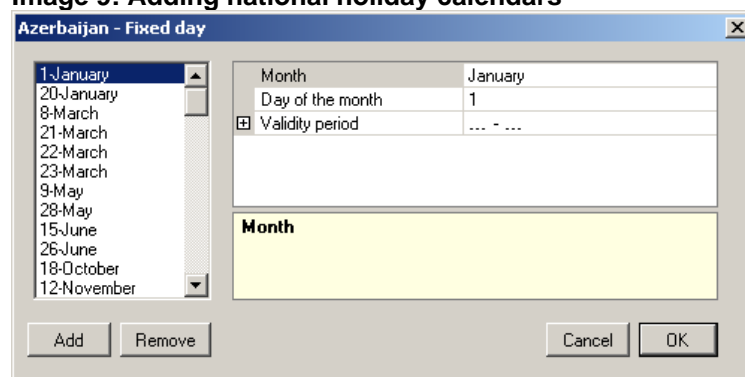 Image 9: Adding national holiday calendars
Azerbaijan - Fixed day
1-January
20-January
8-March
21-March
22-March
23-March
9-May
28-May
15-June
26-June
18-October
12-November
Month January
Day of the month 1
Validity period ... - ...
Month
Add Remove Cancel OK